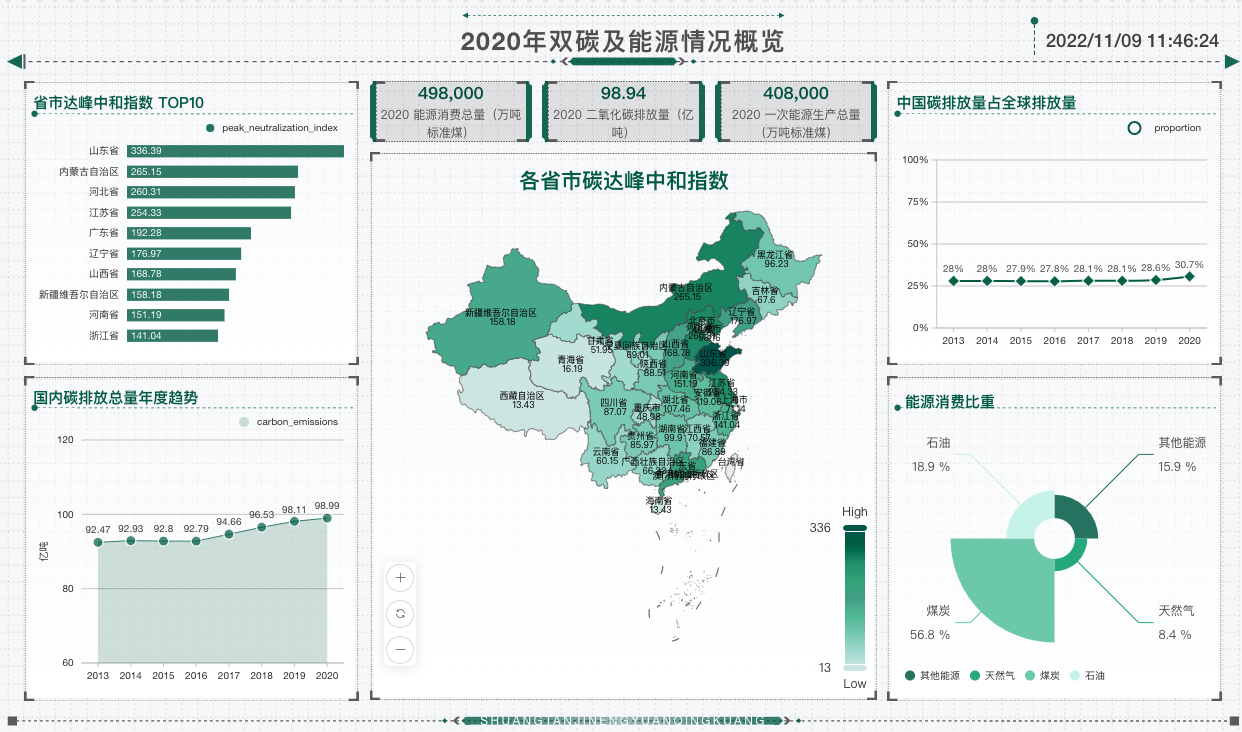 2020年双碳及能源情况概览
2022/11/09 11:46:24
省市达峰中和指数 TOP10
peak_neutralization_index
山东省 336.39
内蒙古自治区 265.15
河北省 260.31
江苏省 254.33
广东省 192.28
辽宁省 176.97
山西省 168.78
新疆维吾尔自治区 158.18
河南省 151.19
浙江省 141.04
国内碳排放总量年度趋势
carbon_emissions
120
100
80
60
亿吨
92.47 92.93 92.8 92.79 94.66 96.53 98.11 98.99
2013 2014 2015 2016 2017 2018 2019 2020
498,000
2020 能源消费总量（万吨
标准煤）
98.94
2020 二氧化碳排放量（亿
吨）
408,000
2020 一次能源生产总量
（万吨标准煤）
各省市碳达峰中和指数
黑龙江省
96.23
内蒙古自治区
265.15
吉林省
67.6
新疆维吾尔自治区
158.18
辽宁省
176.97
北京市
甘肃省
51.95
宁夏回族自治区
69.01
山西省
168.78
山东省
336.39
青海省
16.19
陕西省
88.51
河南省
151.19
江苏省
西藏自治区
13.43
四川省
87.07
重庆市
48.98
湖北省
107.46
安徽省
119.06
上海市
浙江省
141.04
贵州省
85.97
湖南省
99.9
江西省
70.57
福建省
86.89
云南省
60.15
广西壮族自治区
台湾省
海南省
13.43
High
336
13
Low
中国碳排放量占全球排放量
proportion
100%
75%
50%
25%
0%
28% 28% 27.9% 27.8% 28.1% 28.1% 28.6% 30.7%
2013 2014 2015 2016 2017 2018 2019 2020
能源消费比重
石油
18.9 %
其他能源
15.9 %
煤炭
56.8 %
天然气
8.4 %
其他能源 天然气 煤炭 石油
SHUANGTANJINENGYUANQINGKUANG